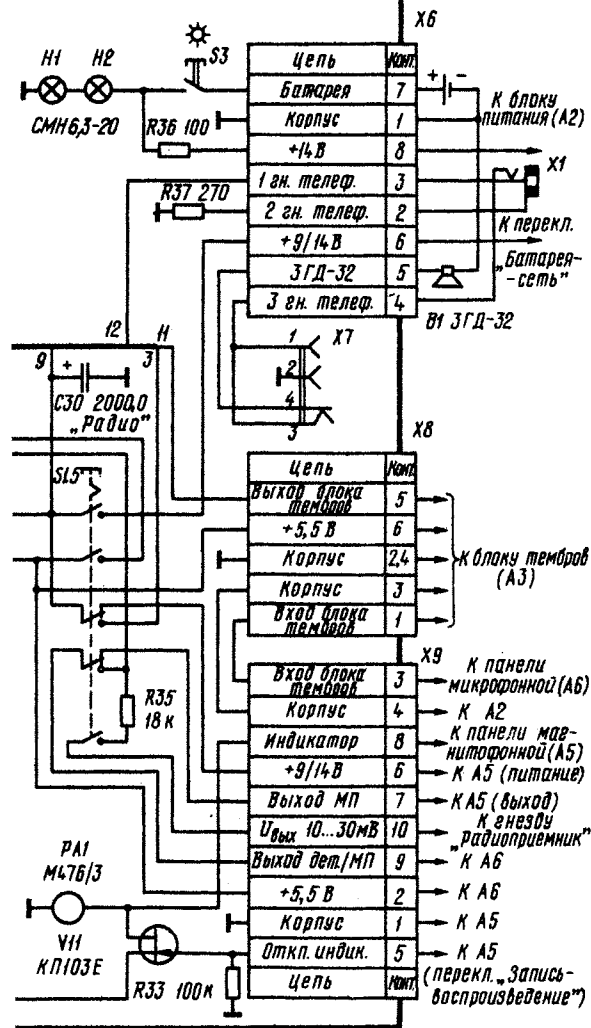 X6
H1 H2
S3
Цепь Конт.
Батарея 7
+ -
К блоку
питания (А2)
СМН6,3-20
R36 100
Корпус 1
+14В 8
X1
R37 270
1 гн. телеф. 3
2 гн. телеф. 2
К перекл.
„Батарея-
-сеть”
+9/14В 6
3ГД-32 5
3 гн. телеф. 4
В1 3ГД-32
12 11
9 3
+
С30 2000,0
„Радио”
X7
1
2
4
3
X8
S1.5
Цепь Конт.
Выход блока
тембров 5
+5,5В 6
Корпус 2,4
К блоку тембров
(А3)
Корпус 3
Вход блока
тембров 1
X9
Вход блока
тембров 3
К панели
микрофонной (А6)
R35
18к
Корпус 4 К А2
Индикатор 8
К панели маг-
нитофонной (А5)
+9/14В 6 К А5 (питание)
Выход МП 7 К А5 (выход)
Uвых 10...30мВ 10
К гнезду
„Радиоприемник”
Выход дет./МП 9 К А6
РА1
М476/3
+5,5В 2 К А6
Корпус 1 К А5
V11
КП103Е
Откл. индик. 5 К А5
(перекл. „Запись-
воспроизведение”)
R33 100к
Цепь Конт.